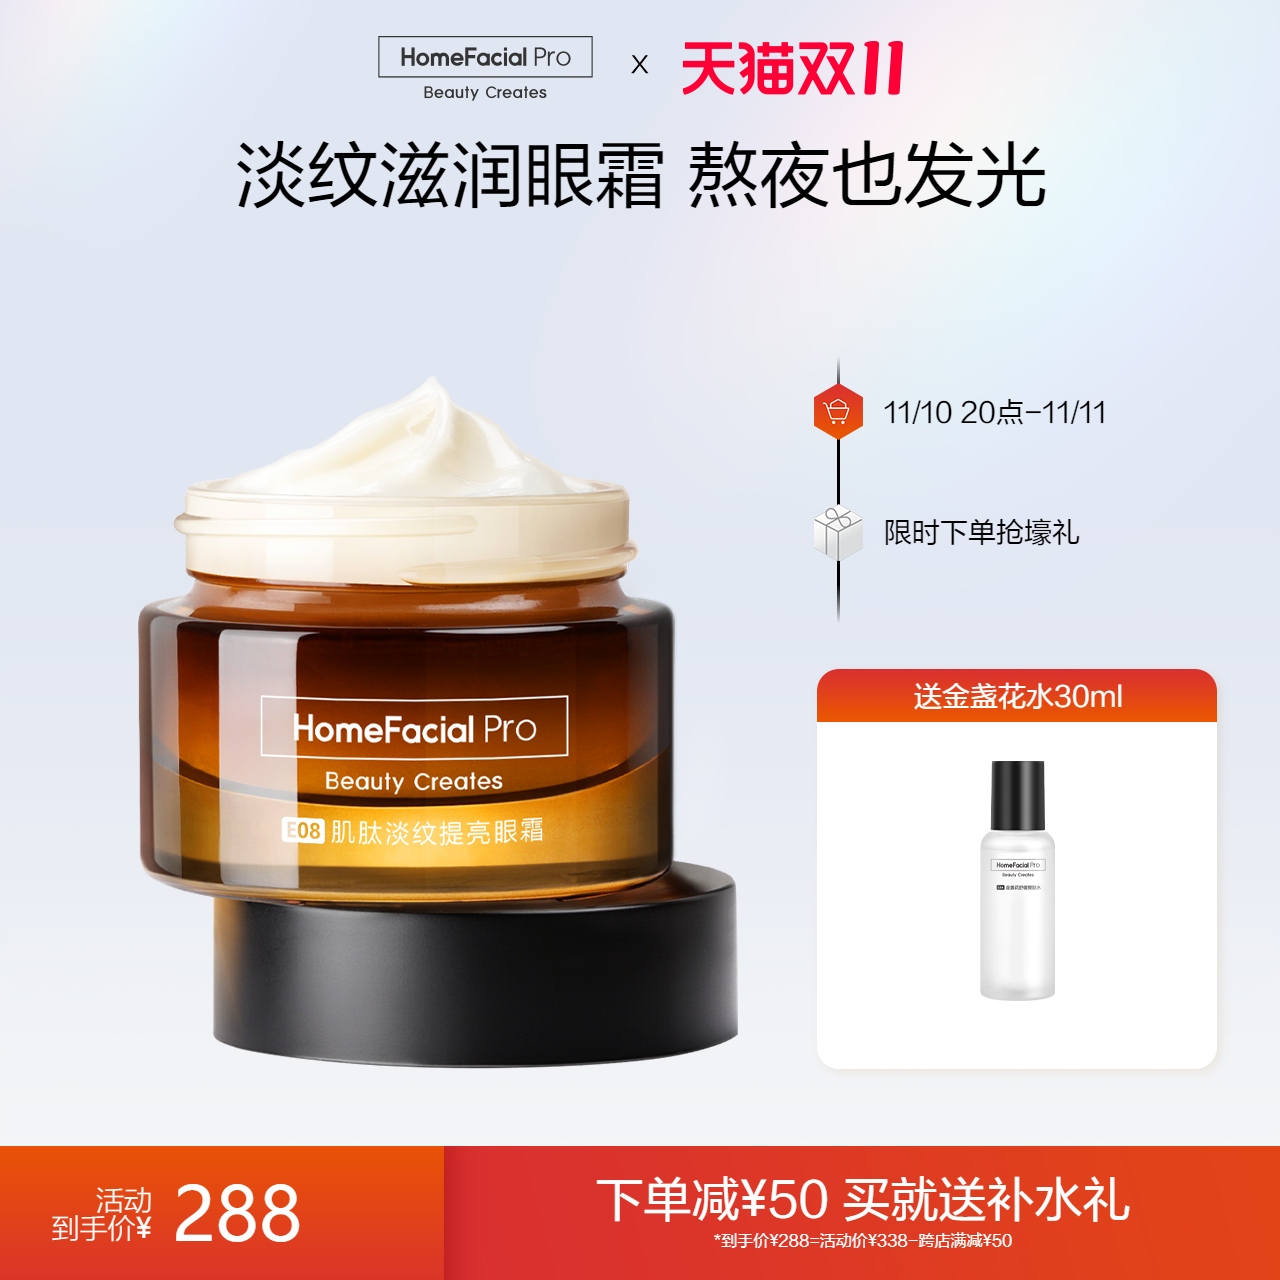 HomeFacial Pro
Beauty Creates
X 天猫双11
淡纹滋润眼霜 熬夜也发光
11/10 20点-11/11
限时下单抢壕礼
HomeFacial Pro
Beauty Creates
E08 肌肽淡纹提亮眼霜
送金盏花水30ml
HomeFacial Pro
Beauty Creates
活动
到手价¥ 288
下单减¥50 买就送补水礼
*到手价¥288=活动价¥338-跨店满减¥50